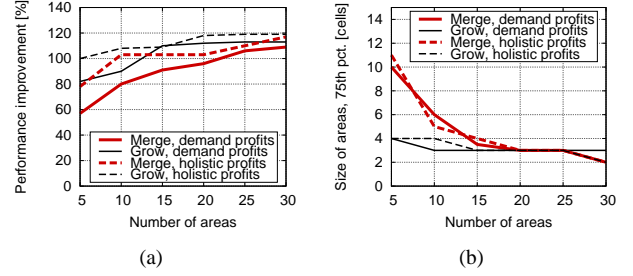 Performance improvement [%]
140
120
100
80
60
40
20
0
Merge, demand profits
Grow, demand profits
Merge, holistic profits
Grow, holistic profits
5 10 15 20 25 30
Number of areas
(a)
Size of areas, 75th pct. [cells]
14
12
10
8
6
4
2
0
Merge, demand profits
Grow, demand profits
Merge, holistic profits
Grow, holistic profits
5 10 15 20 25 30
Number of areas
(b)